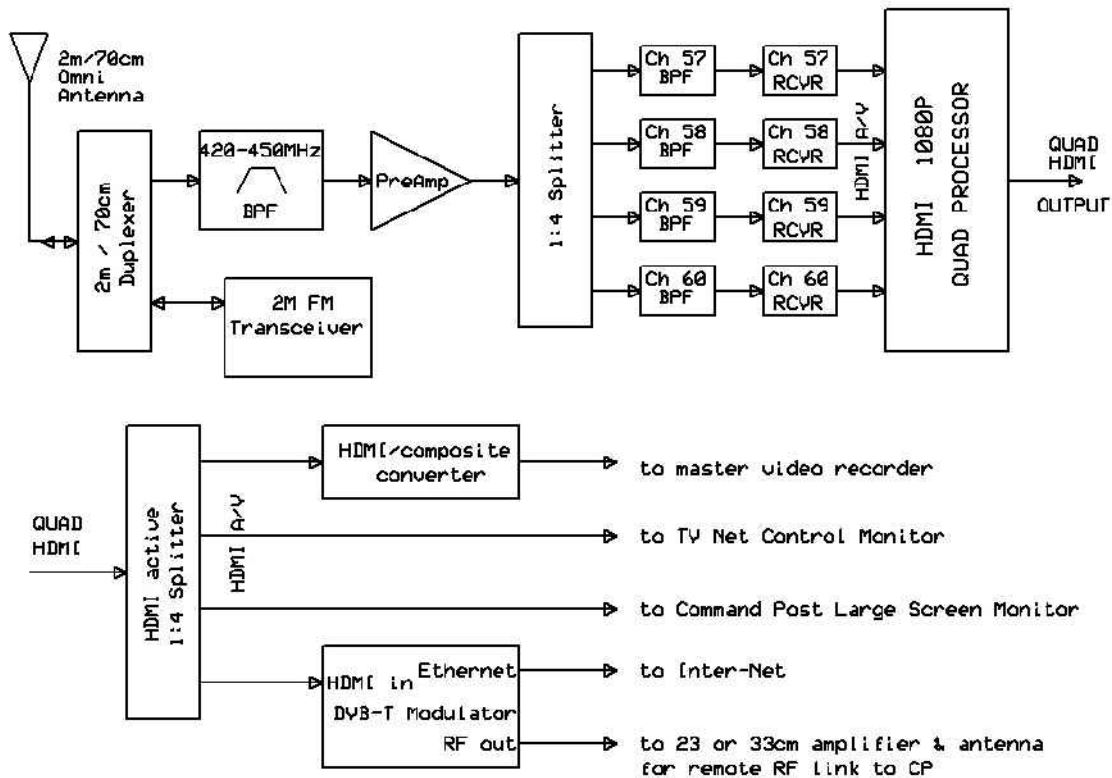 2m/70cm
Omni
Antenna
2m / 70cm
Duplexer
420-450MHz
BPF
PreAmp
2M FM
Transceiver
1:4 Splitter
Ch 57
BPF
Ch 57
RCVR
Ch 58
BPF
Ch 58
RCVR
Ch 59
BPF
Ch 59
RCVR
Ch 60
BPF
Ch 60
RCVR
HDMI A/V
HDMI 1080P
QUAD PROCESSOR
QUAD
HDMI
OUTPUT
QUAD
HDMI
HDMI active
1:4 Splitter
HDMI A/V
HDMI/composite
converter
to master video recorder
to TV Net Control Monitor
to Command Post Large Screen Monitor
Ethernet
HDMI in
DVB-T Modulator
RF out
to Inter-Net
to 23 or 33cm amplifier & antenna
for remote RF link to CP